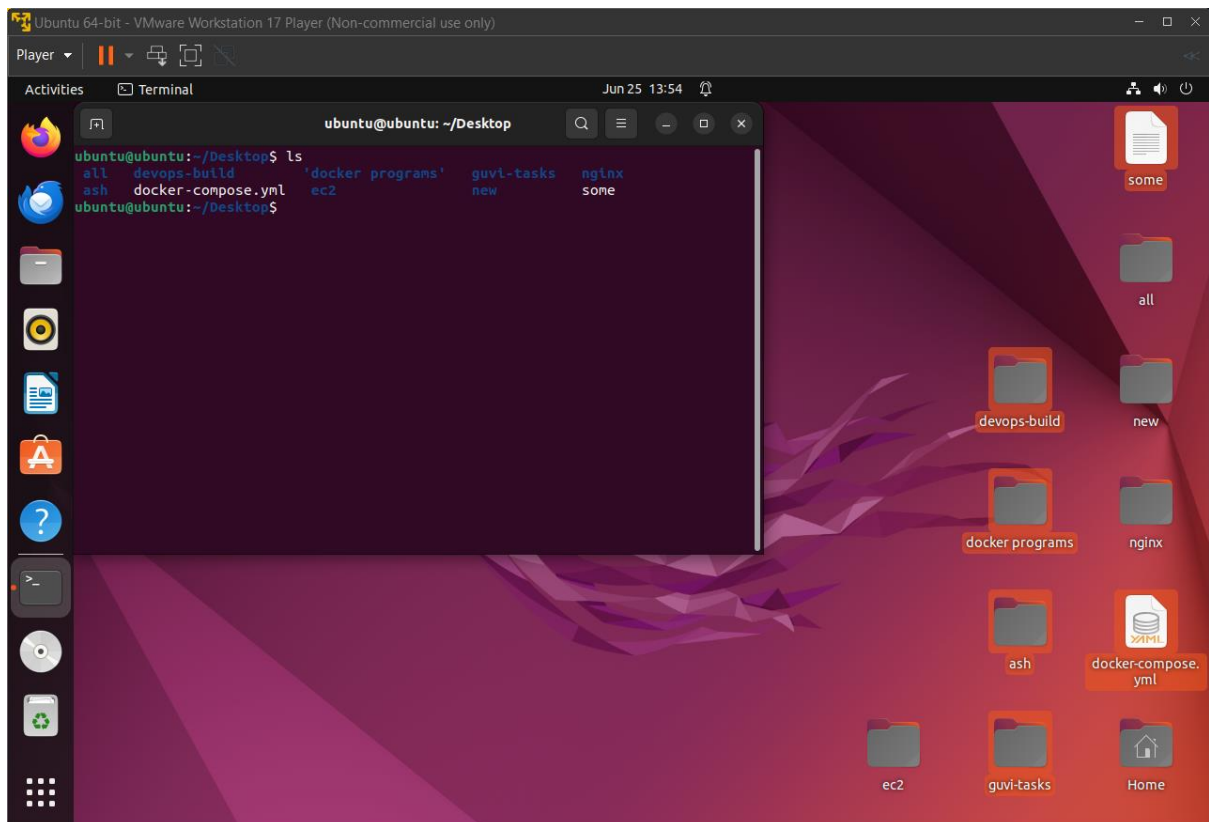 Ubuntu 64-bit - VMware Workstation 17 Player (Non-commercial use only)
Player
Activities Terminal Jun 25 13:54
ubuntu@ubuntu: ~/Desktop
ubuntu@ubuntu:~/Desktop$ ls
all devops-build 'docker programs' guvi-tasks nginx
ash docker-compose.yml ec2 new some
ubuntu@ubuntu:~/Desktop$
some
all
devops-build new
docker programs nginx
YAML
ash docker-compose.
yml
ec2 guvi-tasks Home